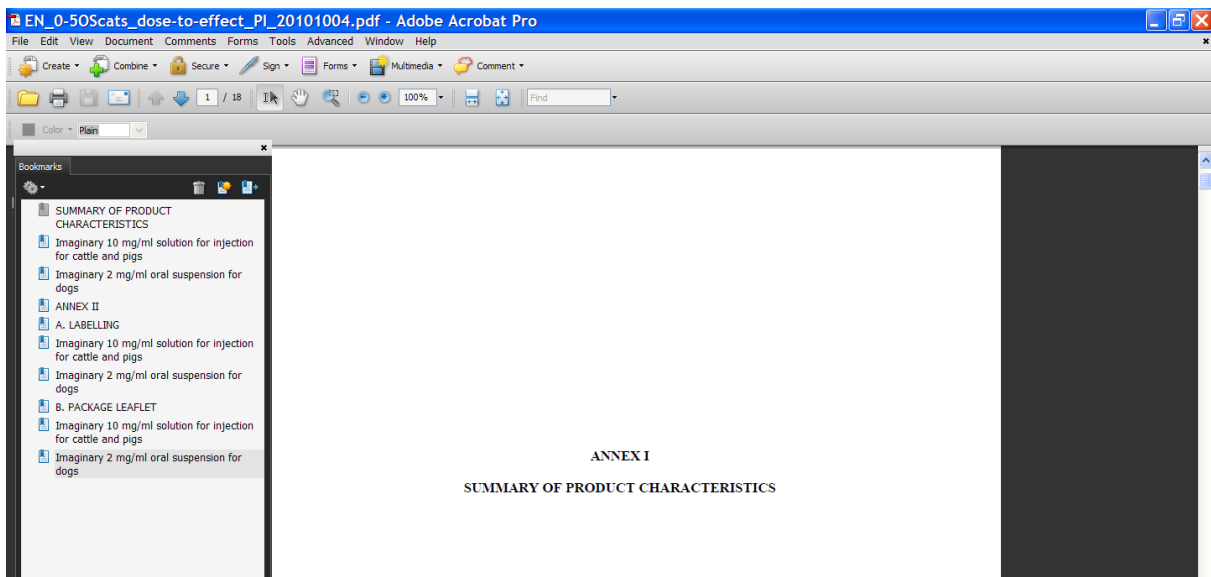 EN_0-5OScats_dose-to-effect_PI_20101004.pdf - Adobe Acrobat Pro
File Edit View Document Comments Forms Tools Advanced Window Help
Create Combine Secure Sign Forms Multimedia Comment
1 / 18 100% Find
Color Plain
Bookmarks
SUMMARY OF PRODUCT
CHARACTERISTICS
Imaginary 10 mg/ml solution for injection
for cattle and pigs
Imaginary 2 mg/ml oral suspension for
dogs
ANNEX II
A. LABELLING
Imaginary 10 mg/ml solution for injection
for cattle and pigs
Imaginary 2 mg/ml oral suspension for
dogs
B. PACKAGE LEAFLET
Imaginary 10 mg/ml solution for injection
for cattle and pigs
Imaginary 2 mg/ml oral suspension for
dogs
ANNEX I
SUMMARY OF PRODUCT CHARACTERISTICS